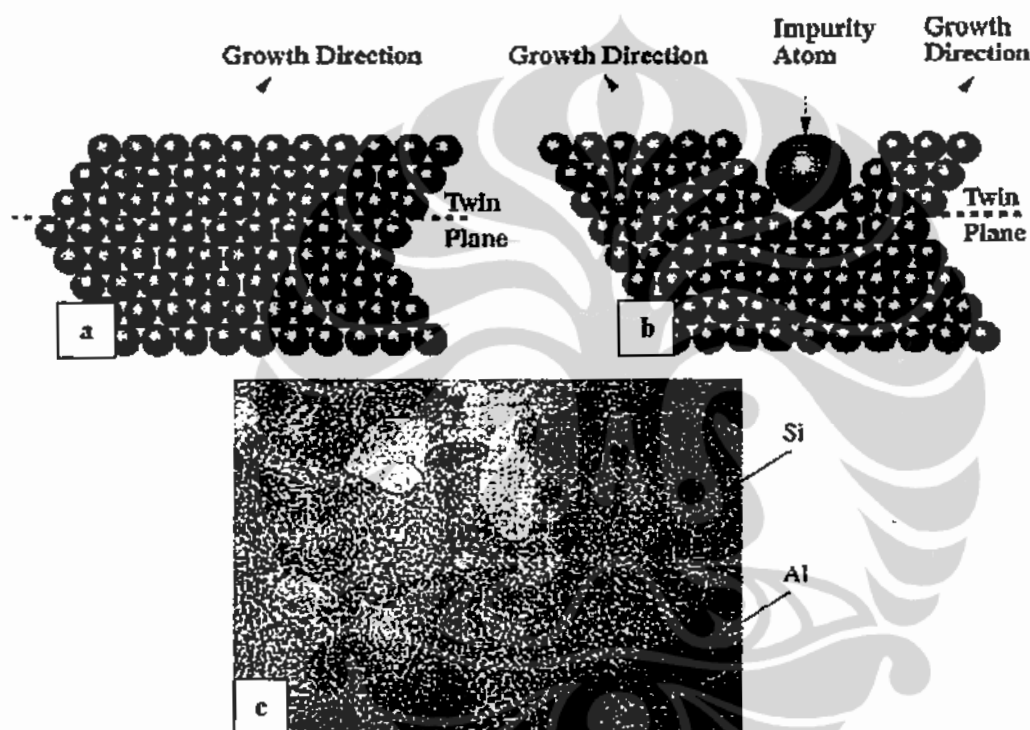 Growth Direction
Growth Direction
Impurity
Atom
Growth
Direction
Twin
Plane
Twin
Plane
a
b
Si
Al
c